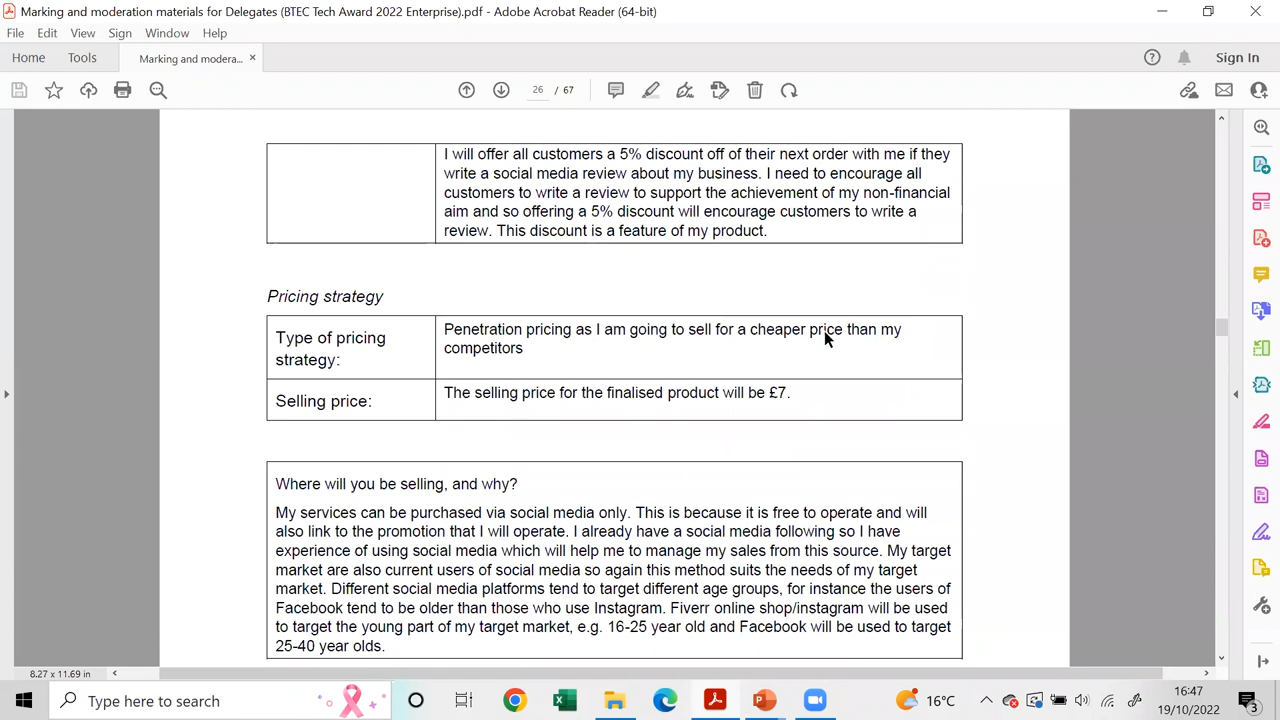 Marking and moderation materials for Delegates (BTEC Tech Award 2022 Enterprise).pdf - Adobe Acrobat Reader (64-bit)
File Edit View Sign Window Help
Home Tools Marking and modera... × Sign In
26 / 67
I will offer all customers a 5% discount off of their next order with me if they
write a social media review about my business. I need to encourage all
customers to write a review to support the achievement of my non-financial
aim and so offering a 5% discount will encourage customers to write a
review. This discount is a feature of my product.
Pricing strategy
Type of pricing
strategy:
Penetration pricing as I am going to sell for a cheaper price than my
competitors
Selling price:
The selling price for the finalised product will be £7.
Where will you be selling, and why?
My services can be purchased via social media only. This is because it is free to operate and will
also link to the promotion that I will operate. I already have a social media following so I have
experience of using social media which will help me to manage my sales from this source. My target
market are also current users of social media so again this method suits the needs of my target
market. Different social media platforms tend to target different age groups, for instance the users of
Facebook tend to be older than those who use Instagram. Fiverr online shop/instagram will be used
to target the young part of my target market, e.g. 16-25 year old and Facebook will be used to target
25-40 year olds.
8.27 x 11.69 in
Type here to search
16°C
16:47
19/10/2022
3